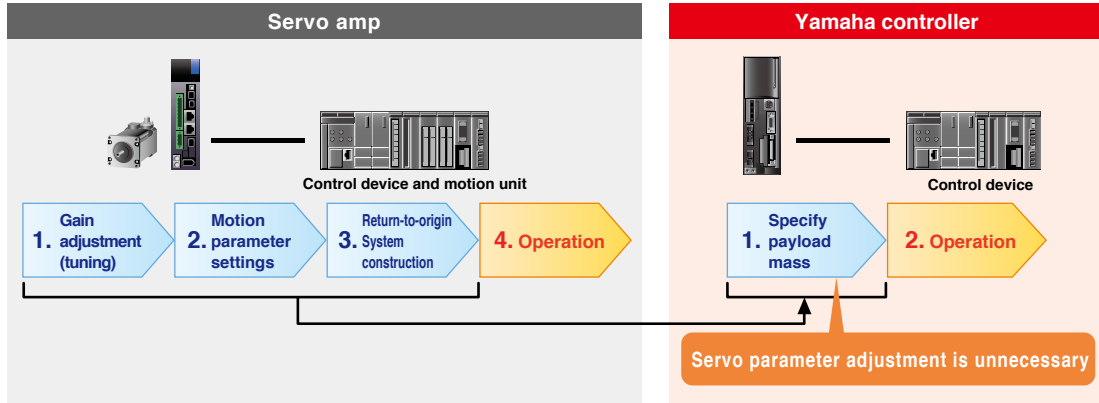 Servo amp
Control device and motion unit
1. Gain
adjustment
(tuning)
2. Motion
parameter
settings
3. Return-to-origin
System
construction
4. Operation
Yamaha controller
Control device
1. Specify
payload
mass
2. Operation
Servo parameter adjustment is unnecessary